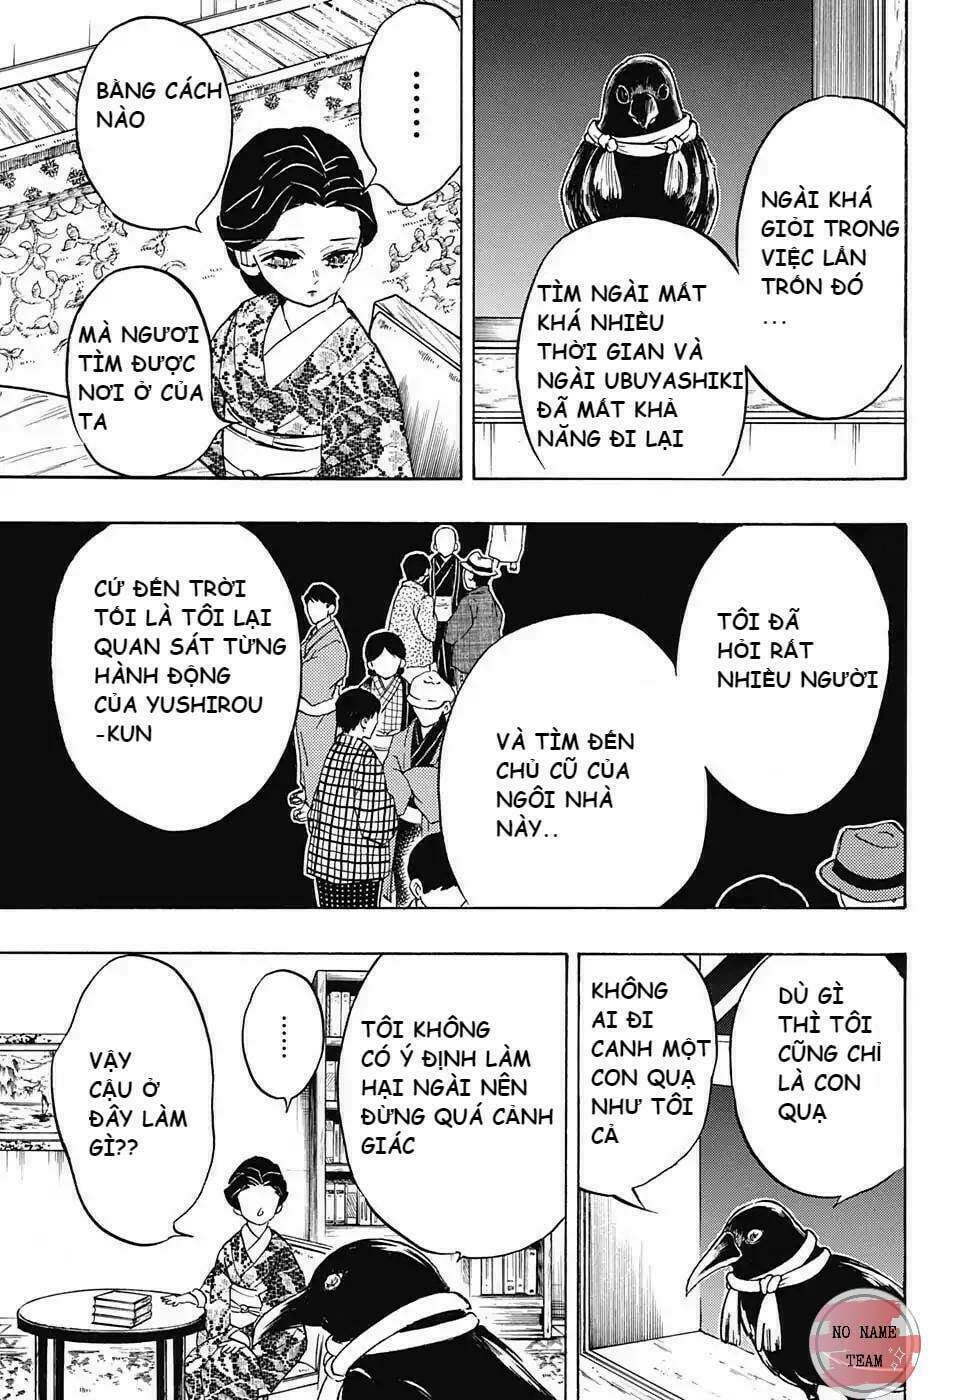 NGÀI KHÁ
GIỎI TRONG
VIỆC LẨN
TRỐN ĐÓ
...
TÌM NGÀI MẤT
KHÁ NHIỀU
THỜI GIAN VÀ
NGÀI UBUYASHIKI
ĐÃ MẤT KHẢ
NĂNG ĐI LẠI
......
BẰNG CÁCH
NÀO
MÀ NGƯƠI
TÌM ĐƯỢC
NƠI Ở CỦA
TA
TÔI ĐÃ
HỎI RẤT
NHIỀU NGƯỜI
VÀ TÌM ĐẾN
CHỦ CŨ CỦA
NGÔI NHÀ
NÀY..
CỨ ĐẾN TRỜI
TỐI LÀ TÔI LẠI
QUAN SÁT TỪNG
HÀNH ĐỘNG
CỦA YUSHIROU
-KUN
DÙ GÌ
THÌ TÔI
CŨNG CHỈ
LÀ CON
QUẠ
KHÔNG
AI ĐI
CANH MỘT
CON QUẠ
NHƯ TÔI
CẢ
TÔI KHÔNG
CÓ Ý ĐỊNH LÀM
HẠI NGÀI NÊN
ĐỪNG QUÁ CẢNH
GIÁC
......
VẬY
CẬU Ở
ĐÂY LÀM
GÌ??
NO NAME
TEAM